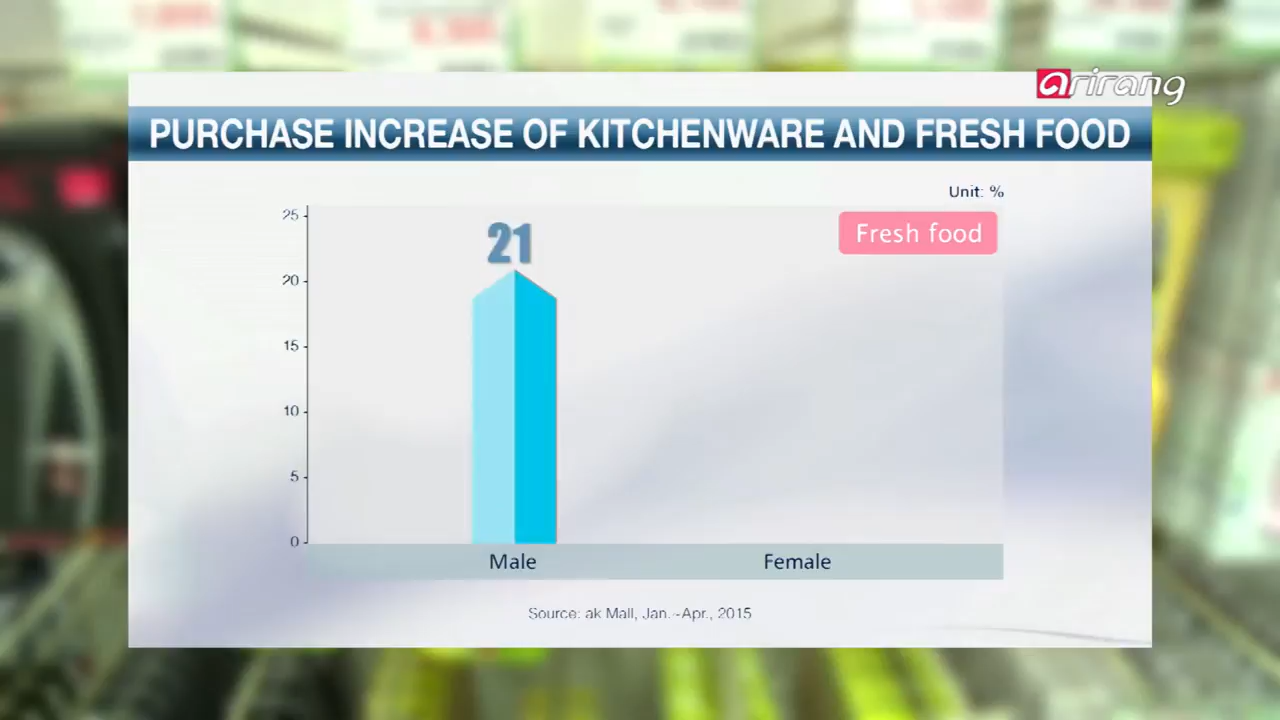 arirang
PURCHASE INCREASE OF KITCHENWARE AND FRESH FOOD
Unit: %
Fresh food
25
21
20
15
10
5
0
Male Female
Source: ak Mall, Jan.~Apr., 2015